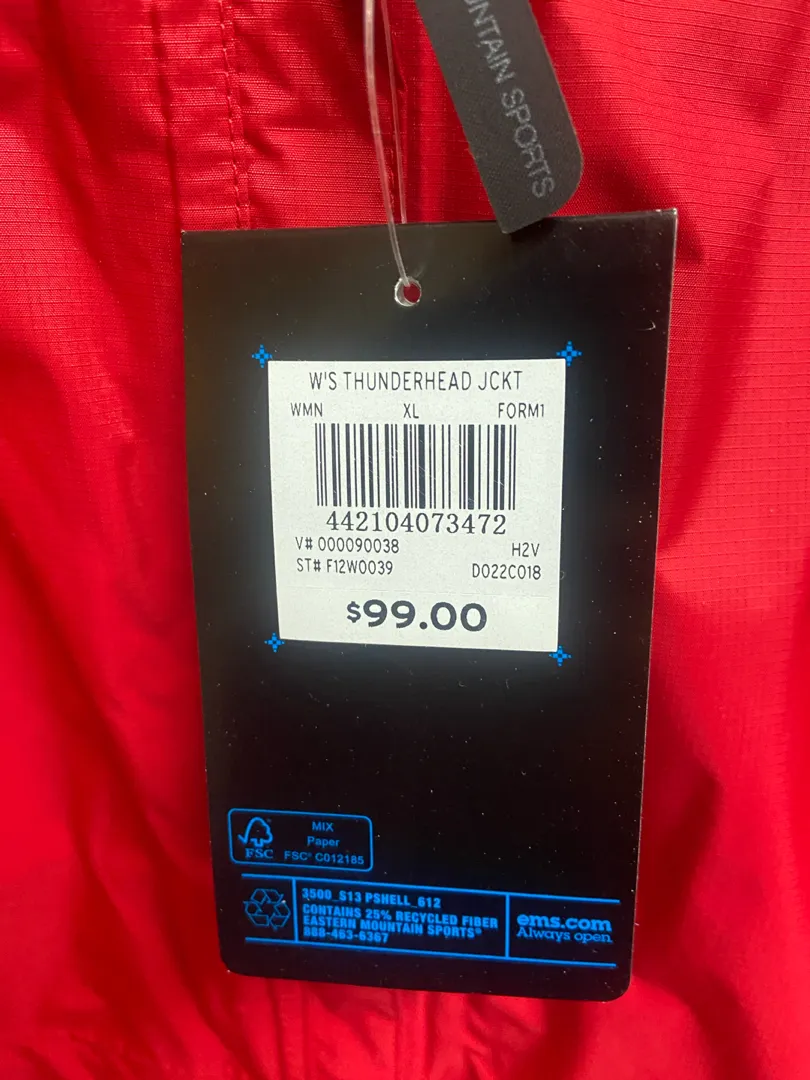 NTAIN SPORTS
W'S THUNDERHEAD JCKT
WMN XL FORM1
442104073472
V# 000090038 H2V
ST# F12W0039 D022C018
$99.00
MIX
Paper
FSC FSC® C012185
3500_S13 PSHELL_612
CONTAINS 25% RECYCLED FIBER
EASTERN MOUNTAIN SPORTS®
888-463-6367
ems.com
Always open.